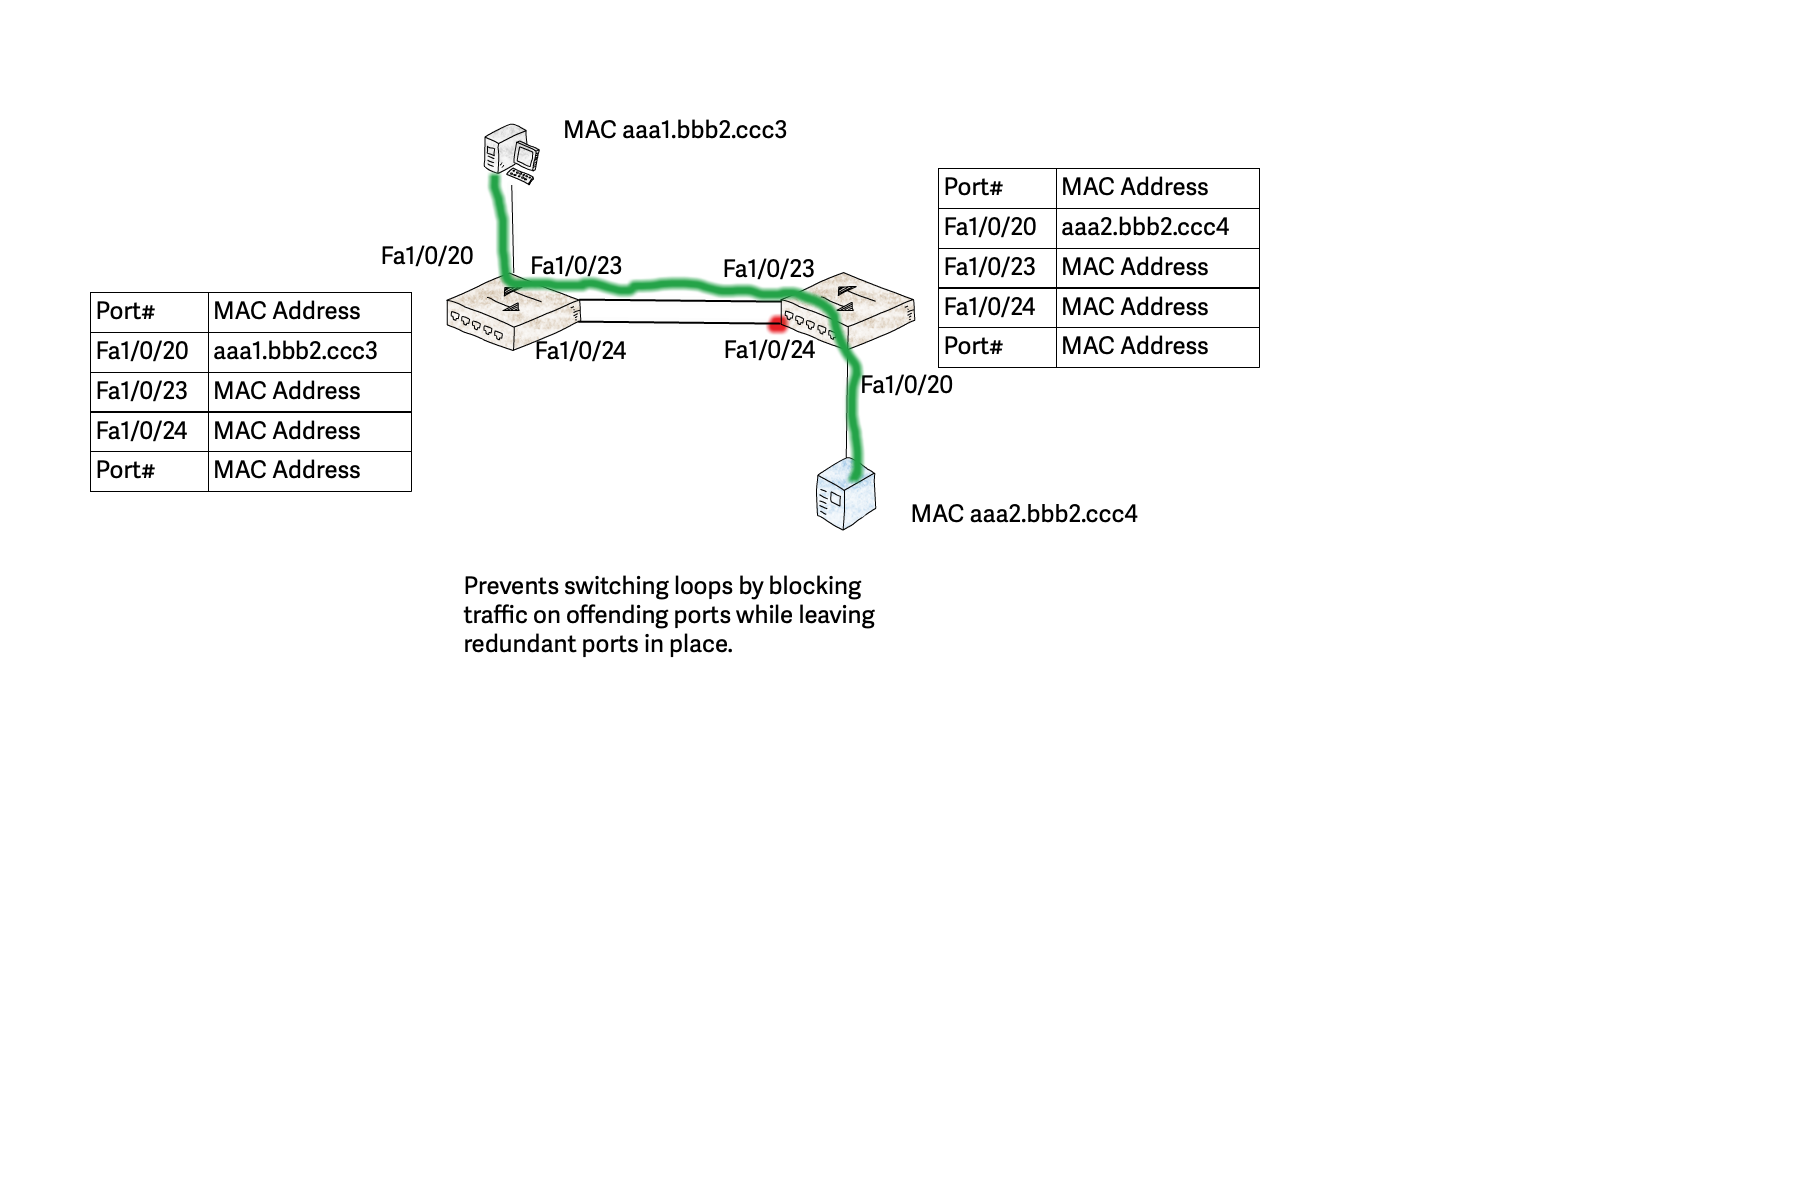 MAC aaa1.bbb2.ccc3
Port# MAC Address
Fa1/0/20 aaa2.bbb2.ccc4
Fa1/0/23 MAC Address
Fa1/0/24 MAC Address
Port# MAC Address
Fa1/0/20
Fa1/0/23
Fa1/0/23
Port# MAC Address
Fa1/0/20 aaa1.bbb2.ccc3
Fa1/0/23 MAC Address
Fa1/0/24 MAC Address
Port# MAC Address
Fa1/0/24
Fa1/0/24
Fa1/0/20
MAC aaa2.bbb2.ccc4
Prevents switching loops by blocking
traffic on offending ports while leaving
redundant ports in place.